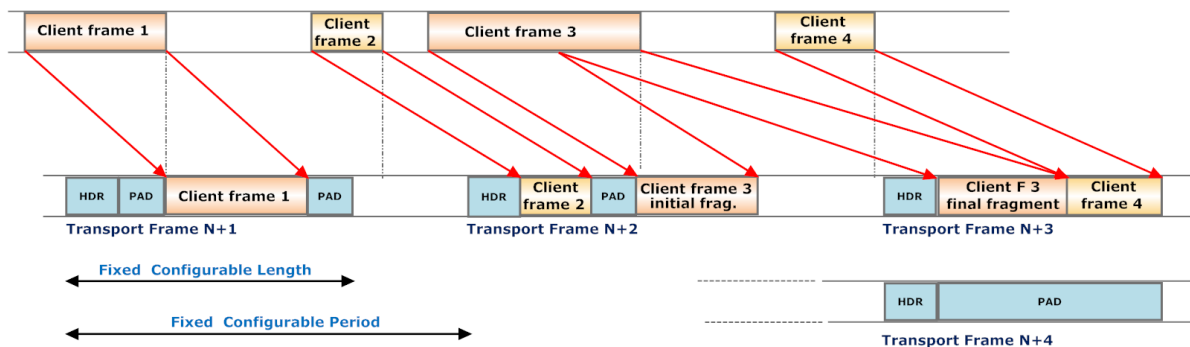 Client frame 1
Client
frame 2
Client frame 3
Client
frame 4
HDR
PAD
Client frame 1
PAD
HDR
Client
frame 2
PAD
Client frame 3
initial frag.
HDR
Client F 3
final fragment
Client
frame 4
Transport Frame N+1
Transport Frame N+2
Transport Frame N+3
Fixed Configurable Length
HDR
PAD
Fixed Configurable Period
Transport Frame N+4